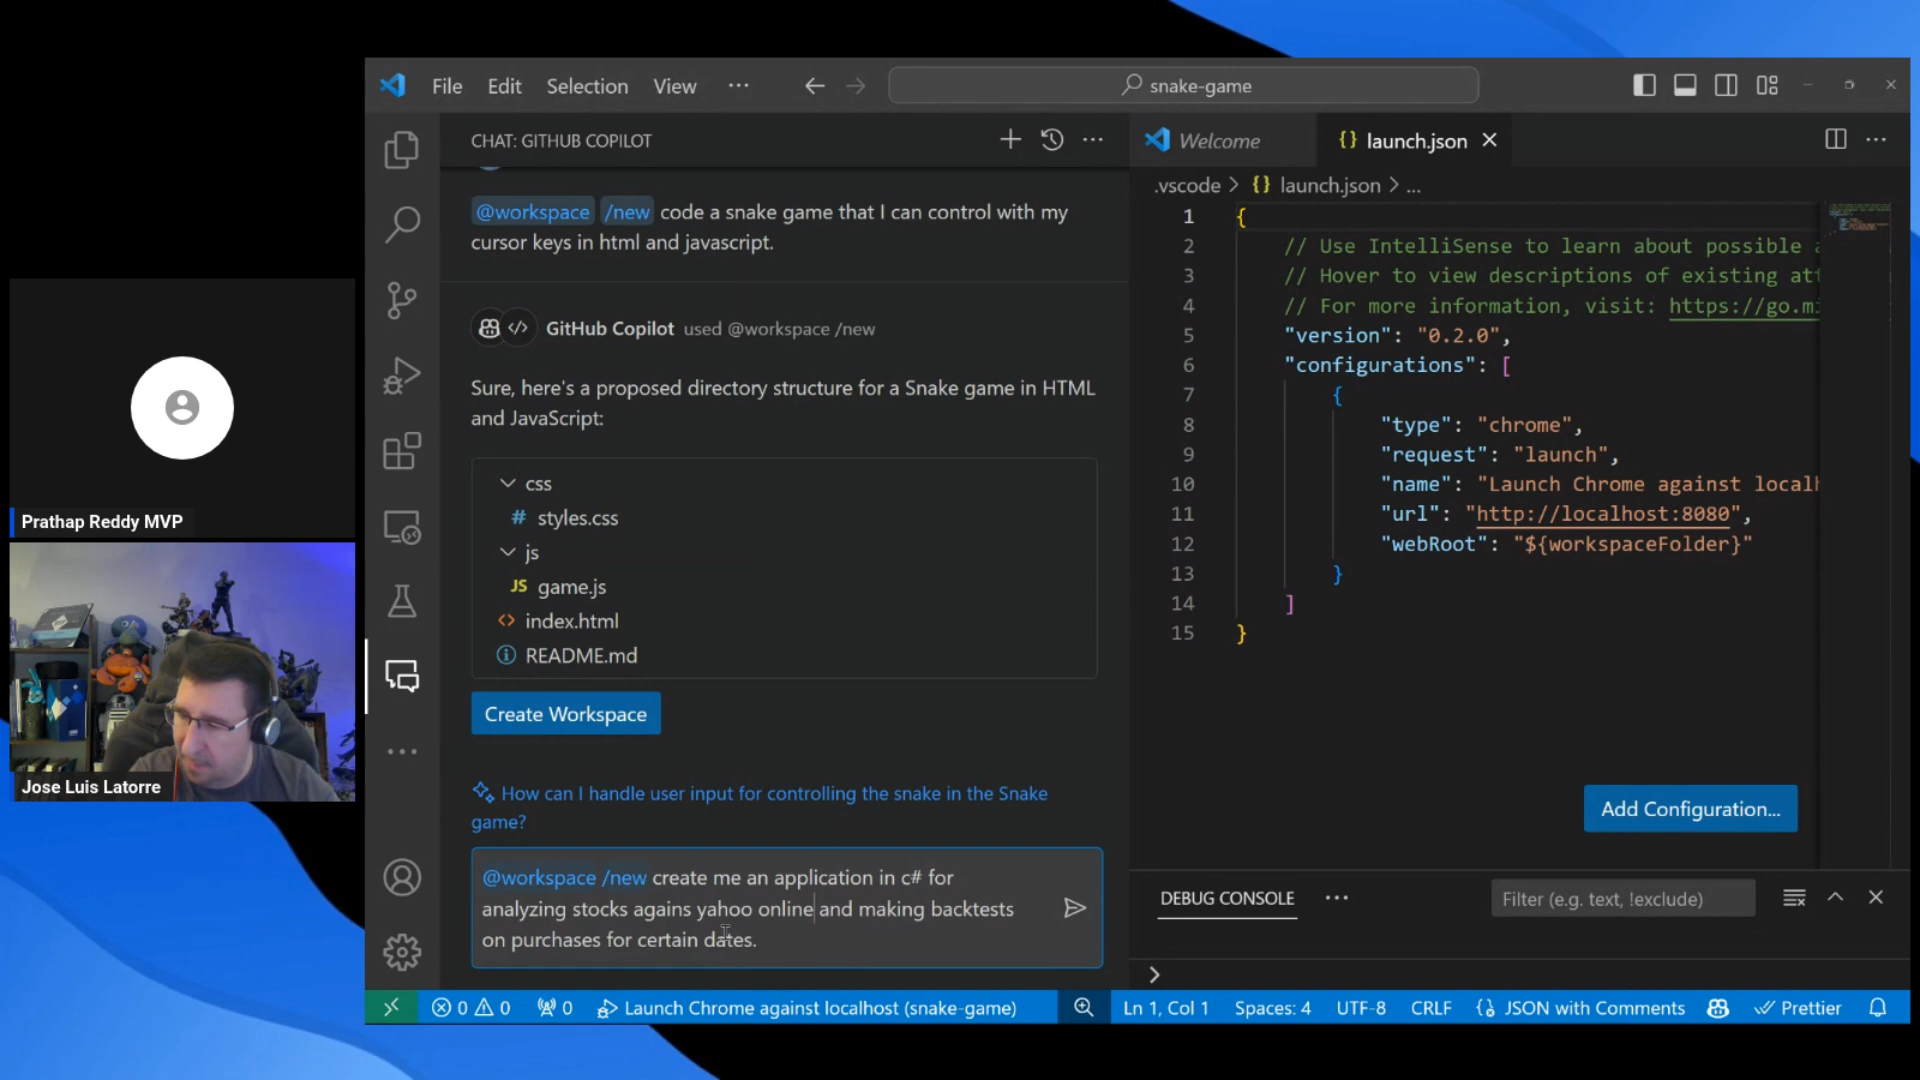 File Edit Selection View ···
snake-game
CHAT: GITHUB COPILOT
@workspace /new code a snake game that I can control with my
cursor keys in html and javascript.
GitHub Copilot used @workspace /new
Sure, here's a proposed directory structure for a Snake game in HTML
and JavaScript:
css
# styles.css
js
JS game.js
<> index.html
README.md
Create Workspace
How can I handle user input for controlling the snake in the Snake
game?
@workspace /new create me an application in c# for
analyzing stocks agains yahoo online and making backtests
on purchases for certain dates.
Welcome
{} launch.json
.vscode > {} launch.json > ...
1 {
2 // Use IntelliSense to learn about possible
3 // Hover to view descriptions of existing
4 // For more information, visit: https://go.
5 "version": "0.2.0",
6 "configurations": [
7 {
8 "type": "chrome",
9 "request": "launch",
10 "name": "Launch Chrome against
11 "url": "http://localhost:8080",
12 "webRoot": "${workspaceFolder}"
13 }
14 ]
15 }
Add Configuration...
DEBUG CONSOLE ···
Filter (e.g. text, !exclude)
0 0 0 Launch Chrome against localhost (snake-game)
Ln 1, Col 1 Spaces: 4 UTF-8 CRLF JSON with Comments Prettier
Prathap Reddy MVP
Jose Luis Latorre